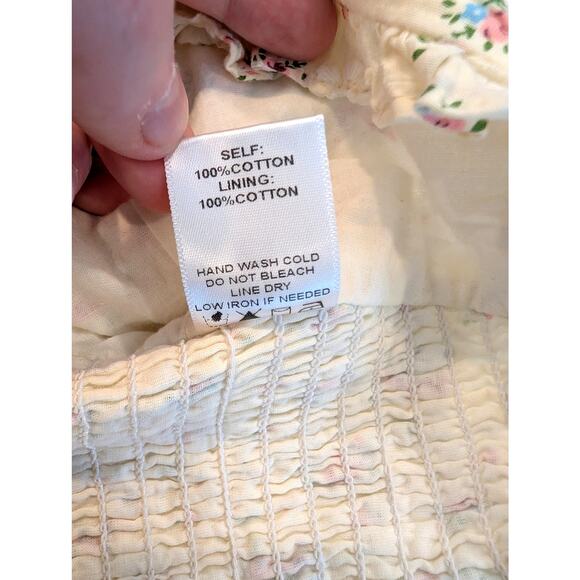 SELF:
100%COTTON
LINING:
100%COTTON
HAND WASH COLD
DO NOT BLEACH
LINE DRY
LOW IRON IF NEEDED